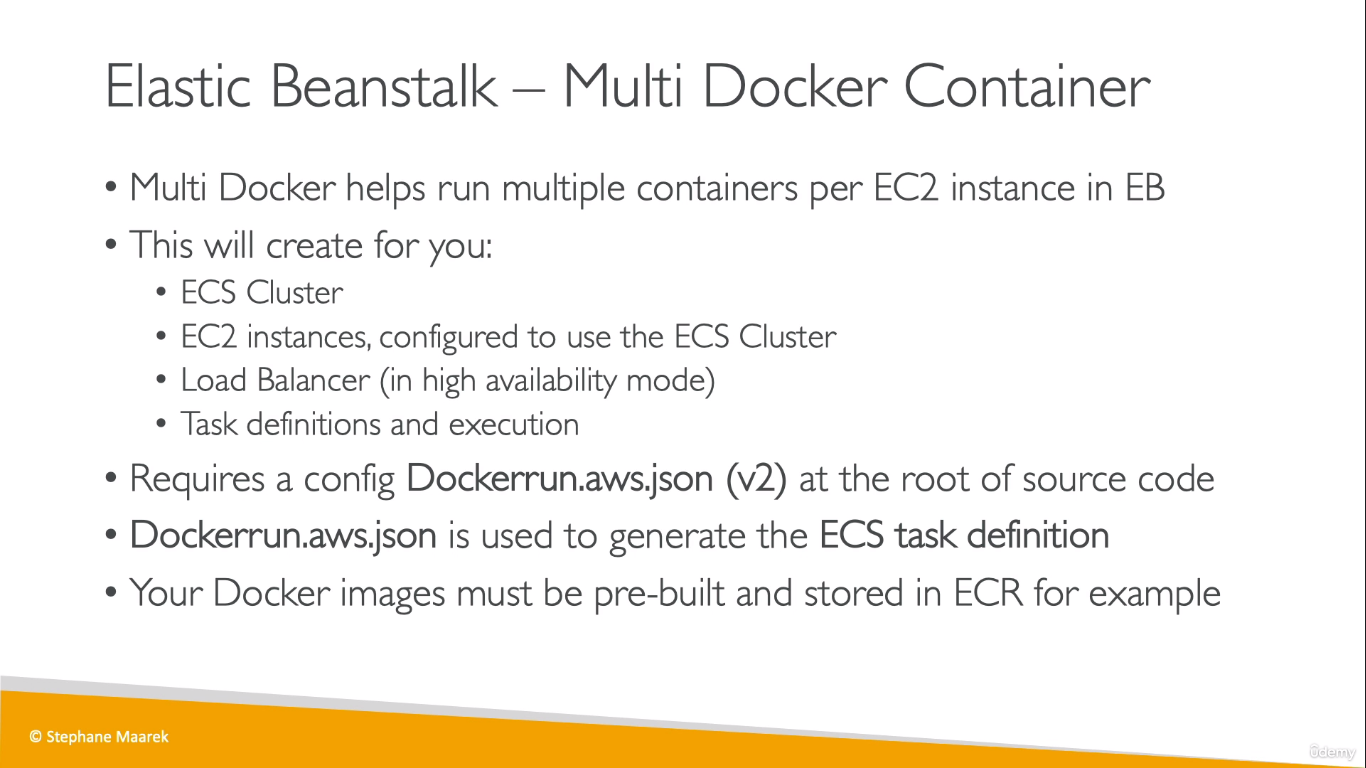 Elastic Beanstalk – Multi Docker Container
• Multi Docker helps run multiple containers per EC2 instance in EB
• This will create for you:
• ECS Cluster
• EC2 instances, configured to use the ECS Cluster
• Load Balancer (in high availability mode)
• Task definitions and execution
• Requires a config Dockerrun.aws.json (v2) at the root of source code
• Dockerrun.aws.json is used to generate the ECS task definition
• Your Docker images must be pre-built and stored in ECR for example
© Stephane Maarek
ûdemy